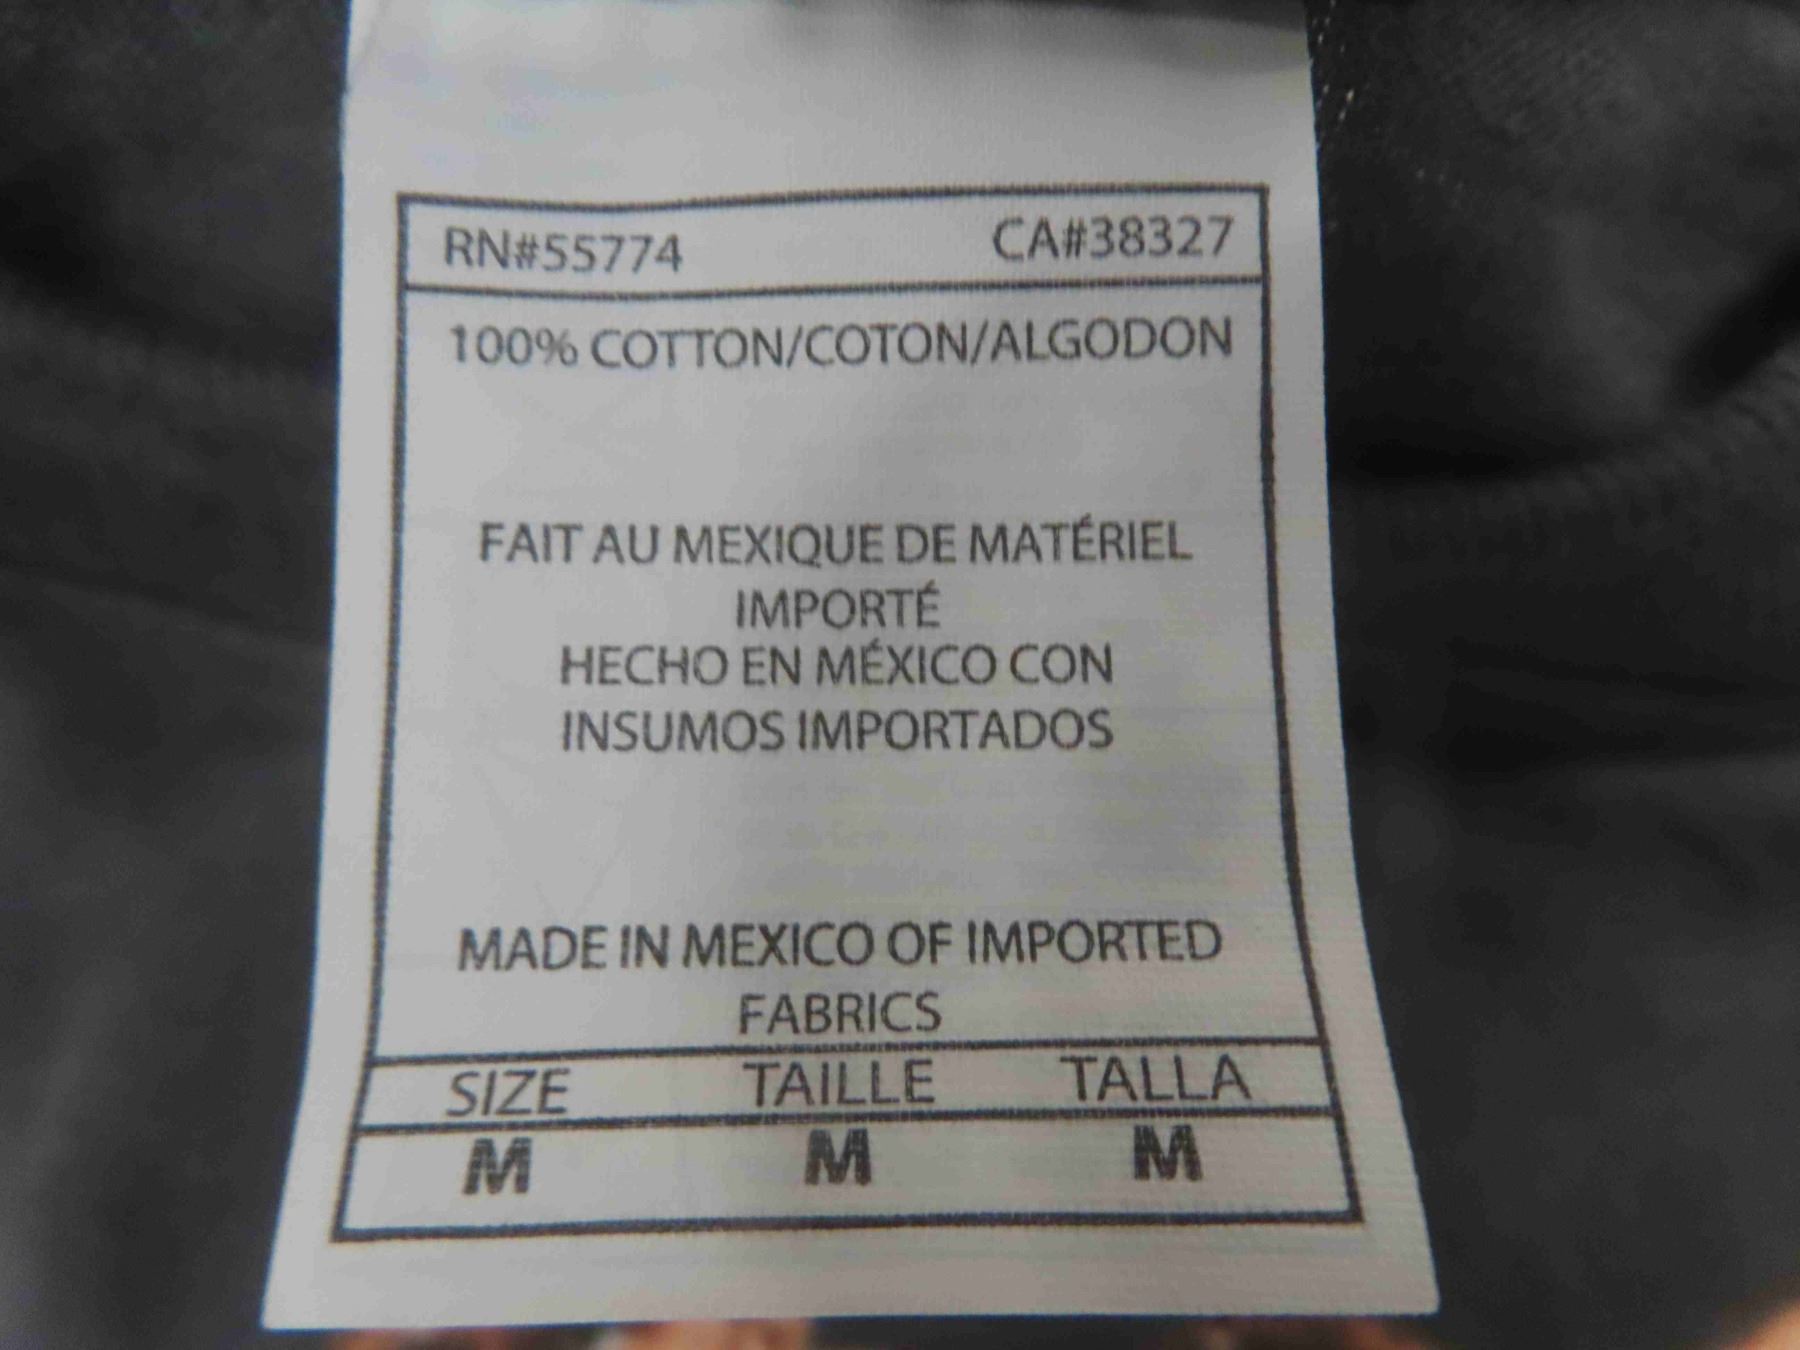 RN#55774 CA#38327
100% COTTON/COTON/ALGODON
FAIT AU MEXIQUE DE MATÉRIEL
IMPORTÉ
HECHO EN MÉXICO CON
INSUMOS IMPORTADOS
MADE IN MEXICO OF IMPORTED
FABRICS
SIZE TAILLE TALLA
M M M